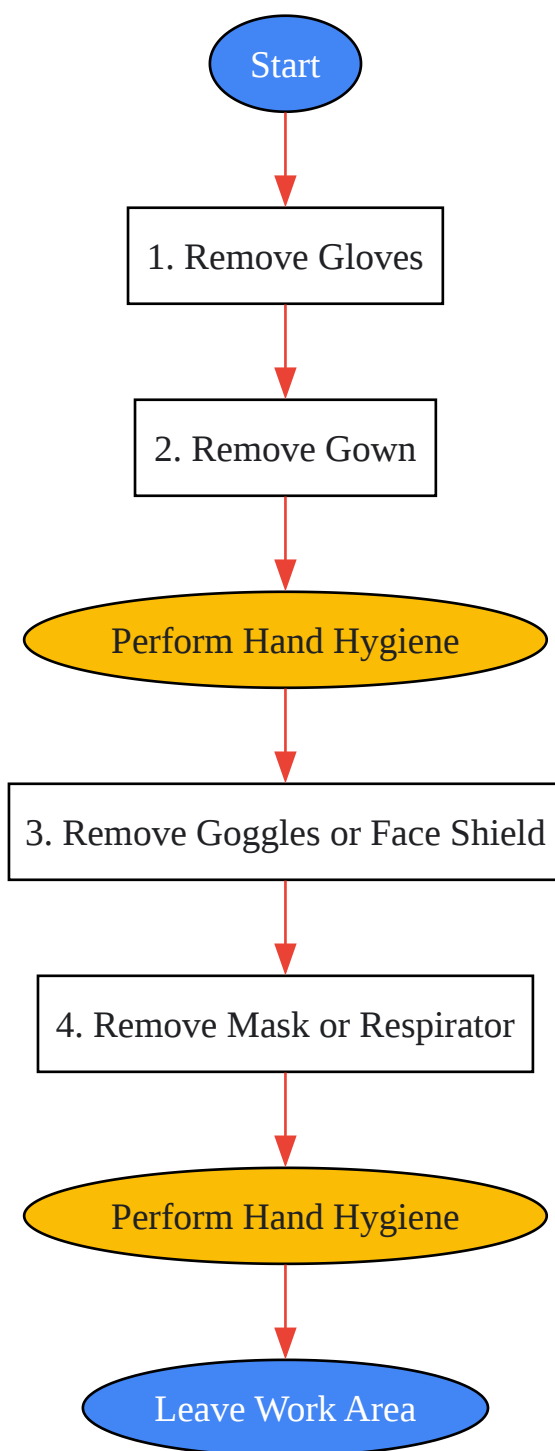 Start
1. Remove Gloves
2. Remove Gown
Perform Hand Hygiene
3. Remove Goggles or Face Shield
4. Remove Mask or Respirator
Perform Hand Hygiene
Leave Work Area